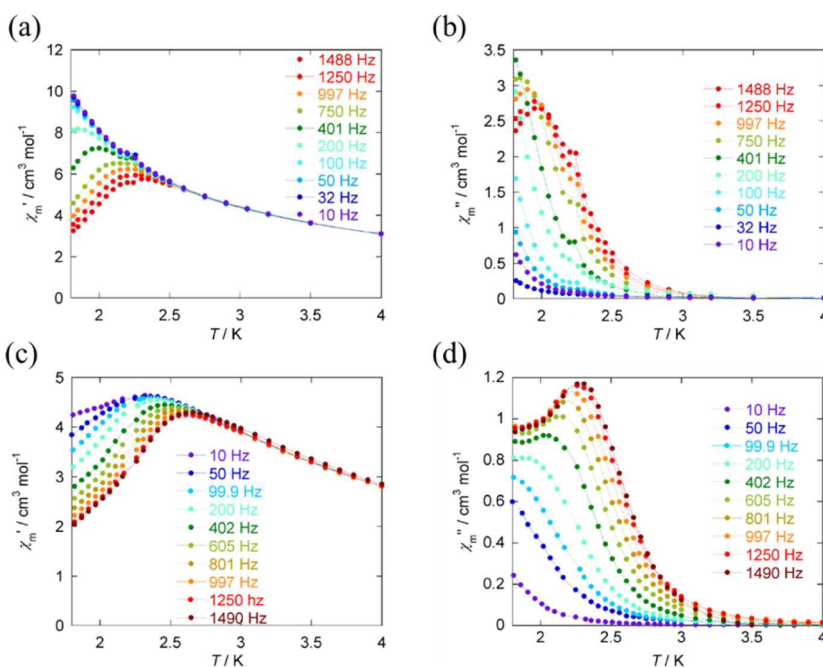 (a)
12
10
8
6
4
2
0
χm' / cm³ mol⁻¹
2 2.5 3 3.5 4
T / K
1488 Hz
1250 Hz
997 Hz
750 Hz
401 Hz
200 Hz
100 Hz
50 Hz
32 Hz
10 Hz
(b)
3.5
3
2.5
2
1.5
1
0.5
0
χm" / cm³ mol⁻¹
2 2.5 3 3.5 4
T / K
1488 Hz
1250 Hz
997 Hz
750 Hz
401 Hz
200 Hz
100 Hz
50 Hz
32 Hz
10 Hz
(c)
5
4
3
2
1
0
χm' / cm³ mol⁻¹
2 2.5 3 3.5 4
T / K
10 Hz
50 Hz
99.9 Hz
200 Hz
402 Hz
605 Hz
801 Hz
997 Hz
1250 hz
1490 Hz
(d)
1.2
1
0.8
0.6
0.4
0.2
0
χm" / cm³ mol⁻¹
2 2.5 3.0 3.5 4
T / K
10 Hz
50 Hz
99.9 Hz
200 Hz
402 Hz
605 Hz
801 Hz
997 Hz
1250 Hz
1490 Hz